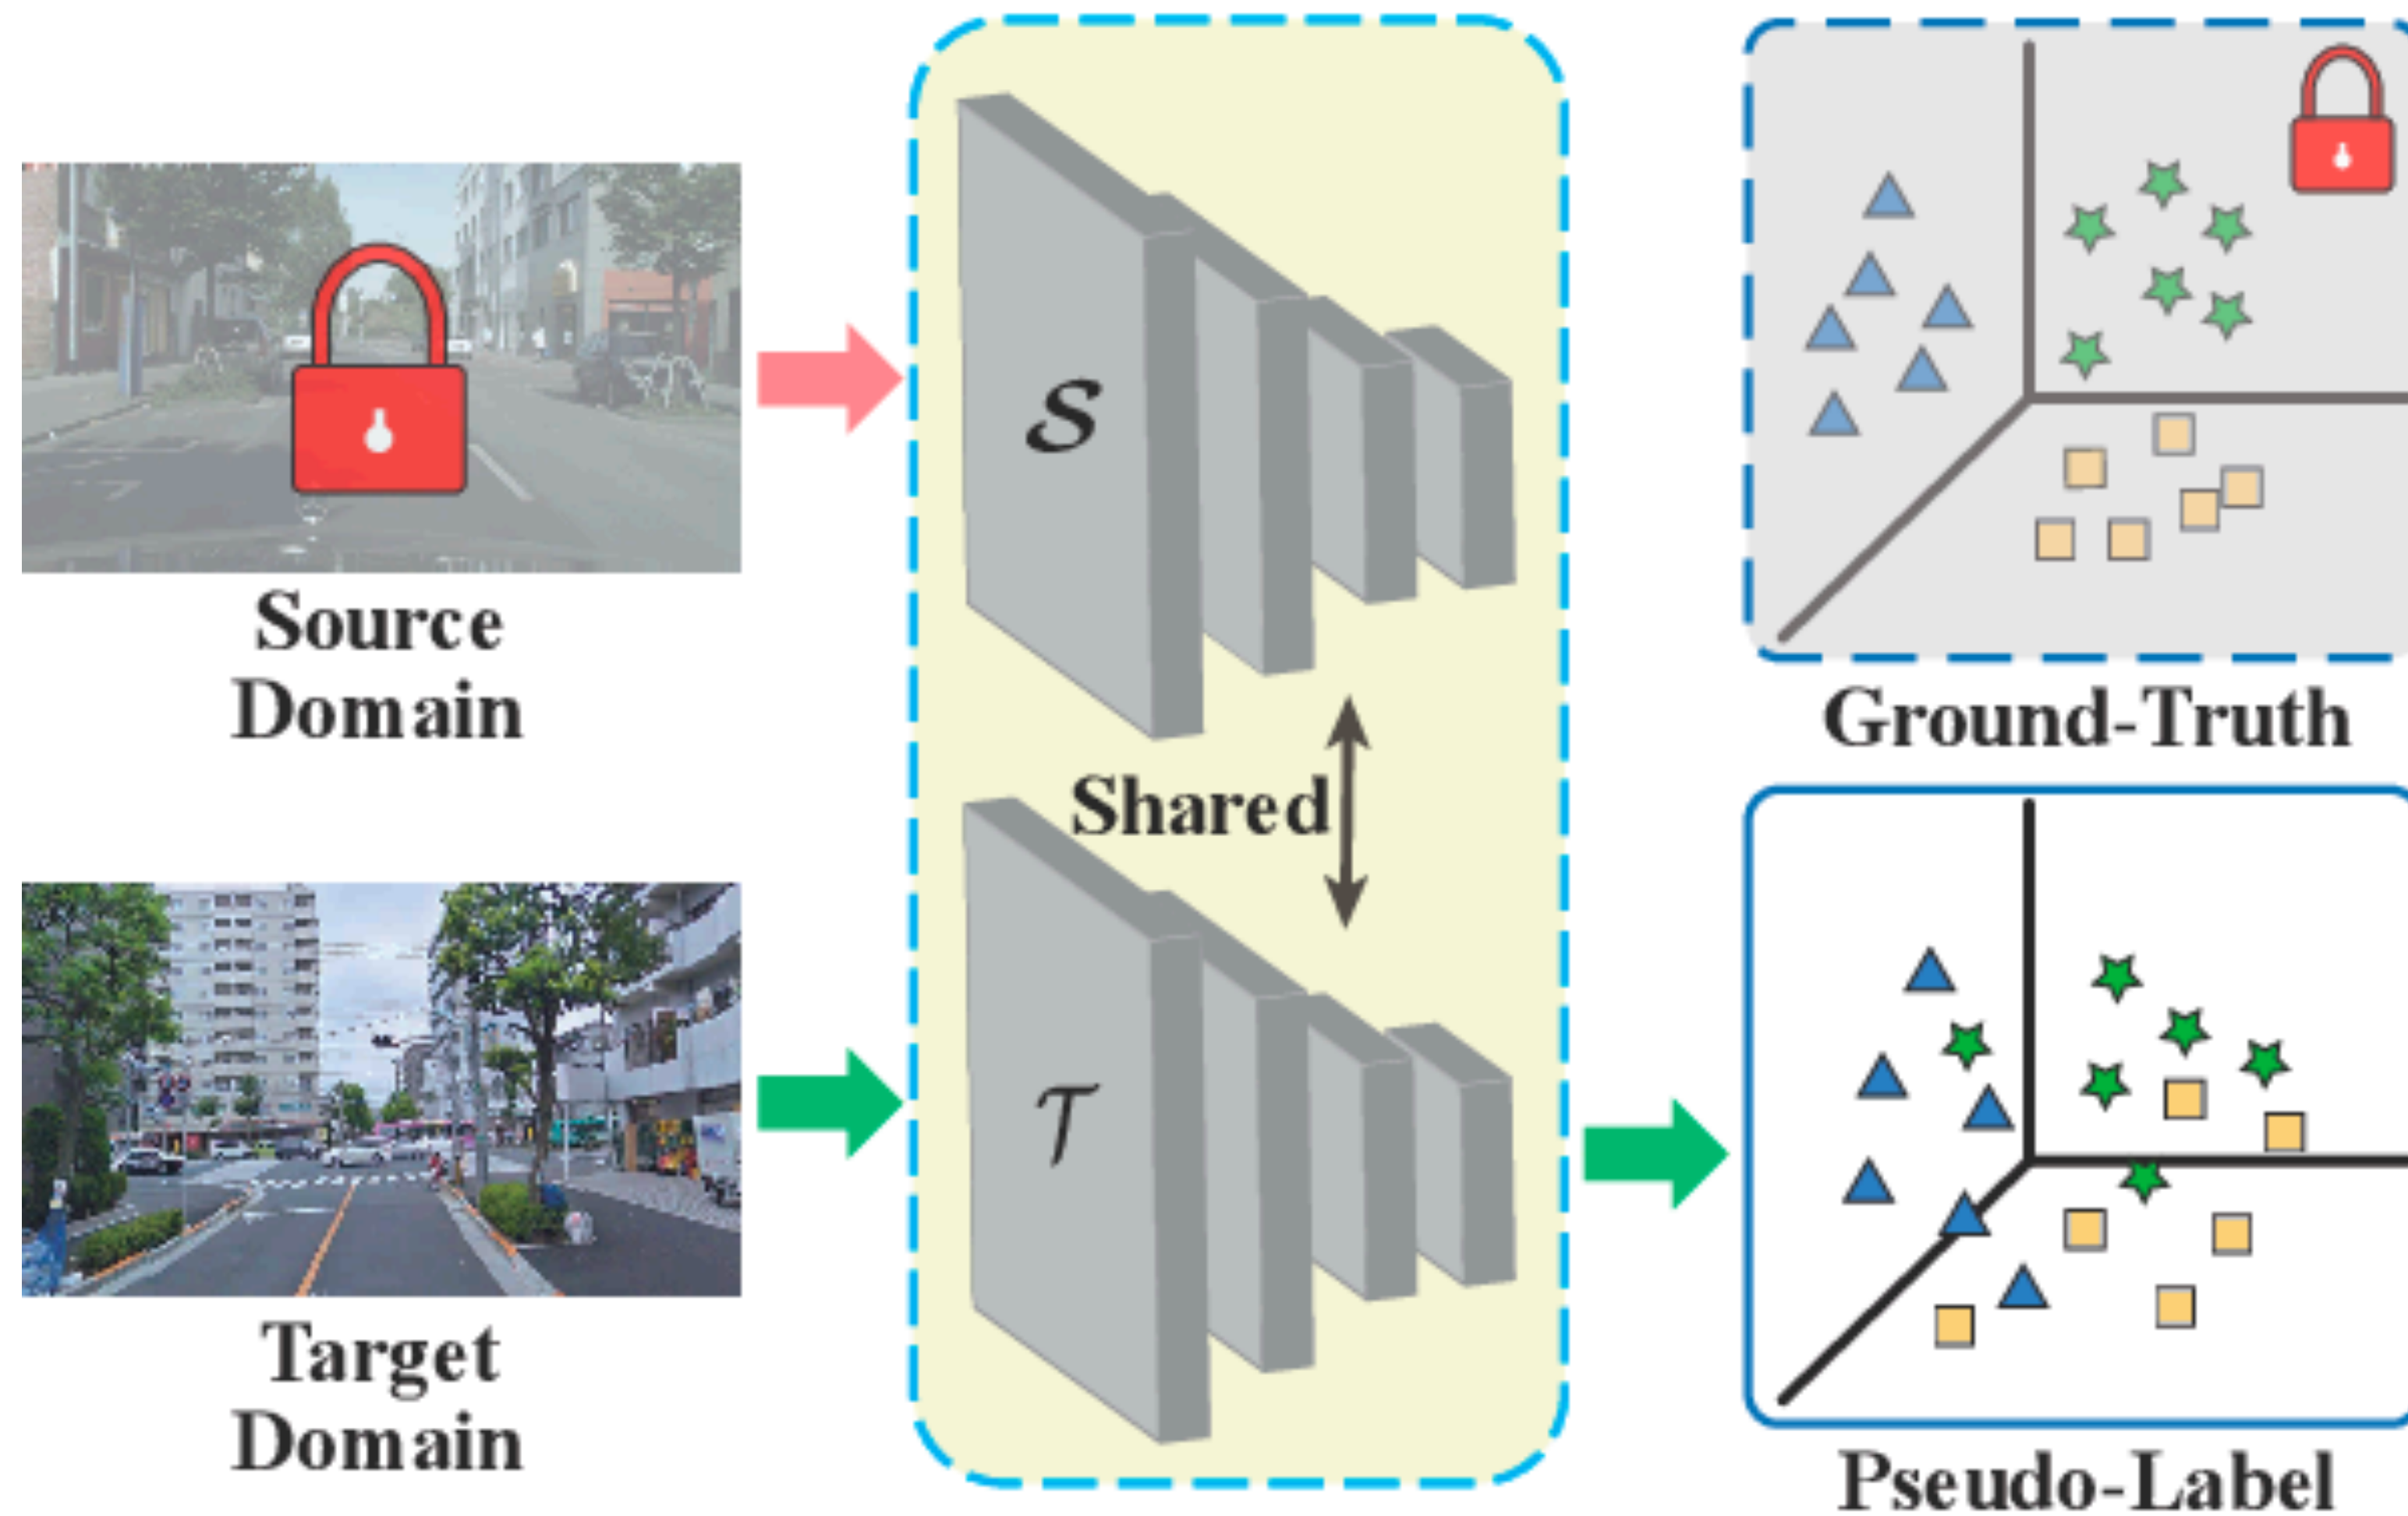 Source
Domain
S
Shared
T
Target
Domain
Ground-Truth
Pseudo-Label